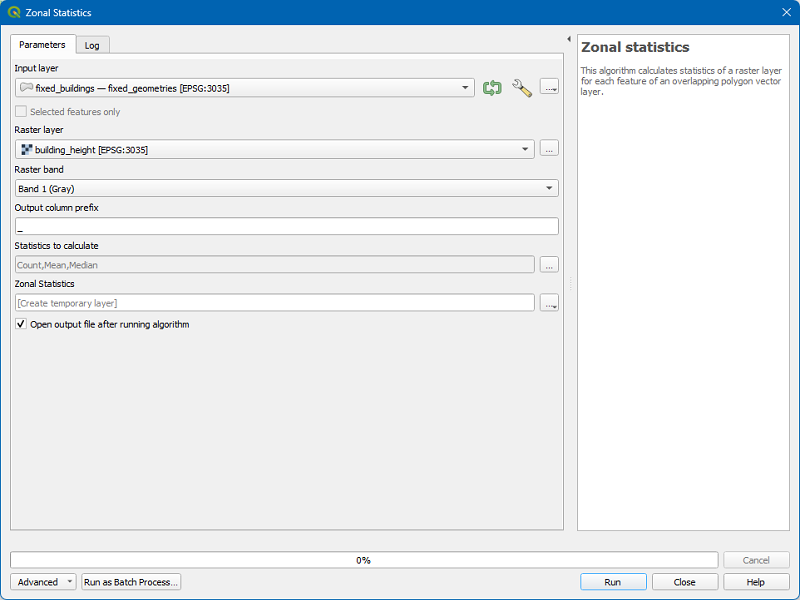 Zonal Statistics
Parameters
Log
Input layer
fixed_buildings — fixed_geometries [EPSG:3035]
...
Selected features only
Raster layer
building_height [EPSG:3035]
...
Raster band
Band 1 (Gray)
Output column prefix
_
Statistics to calculate
Count,Mean,Median
...
Zonal Statistics
[Create temporary layer]
...
Open output file after running algorithm
Zonal statistics
This algorithm calculates statistics of a raster layer
for each feature of an overlapping polygon vector
layer.
0%
Cancel
Advanced
Run as Batch Process...
Run
Close
Help